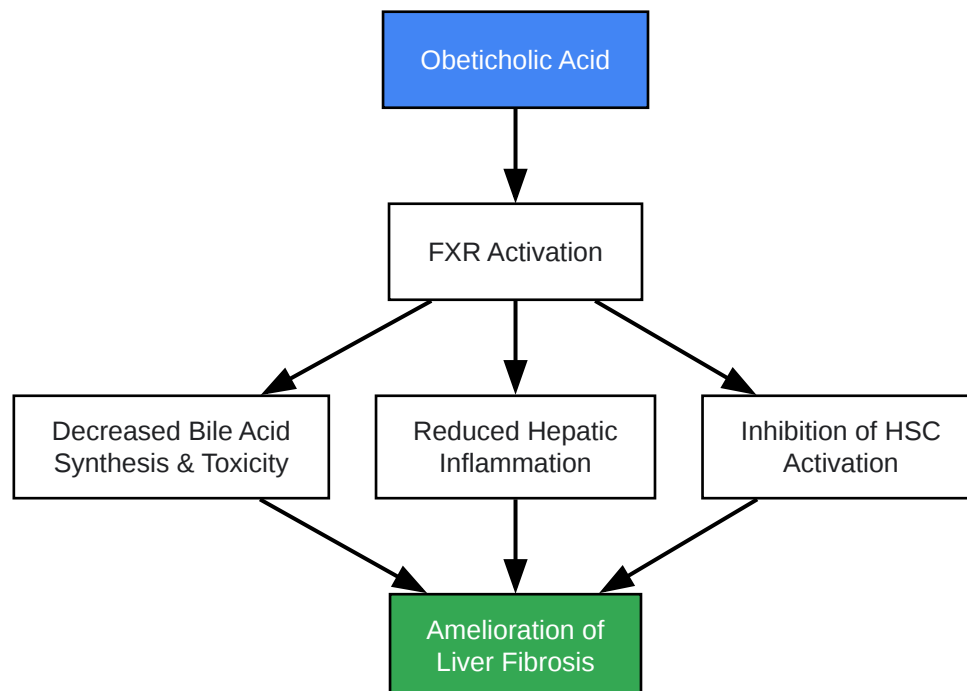 Obeticholic Acid
FXR Activation
Decreased Bile Acid
Synthesis & Toxicity
Reduced Hepatic
Inflammation
Inhibition of HSC
Activation
Amelioration of
Liver Fibrosis